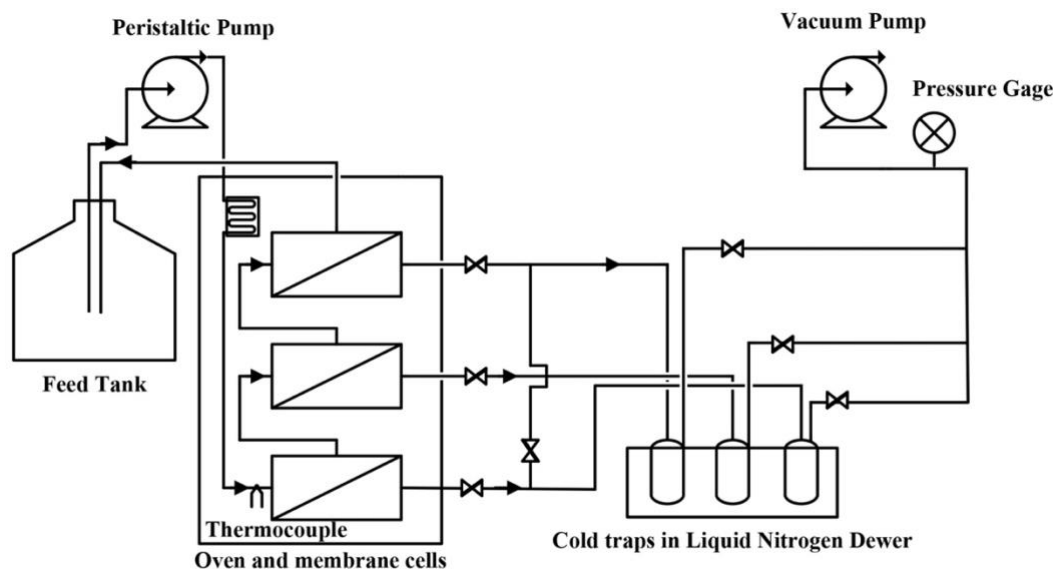 Peristaltic Pump
Vacuum Pump
Pressure Gage
Feed Tank
Thermocouple
Oven and membrane cells
Cold traps in Liquid Nitrogen Dewer